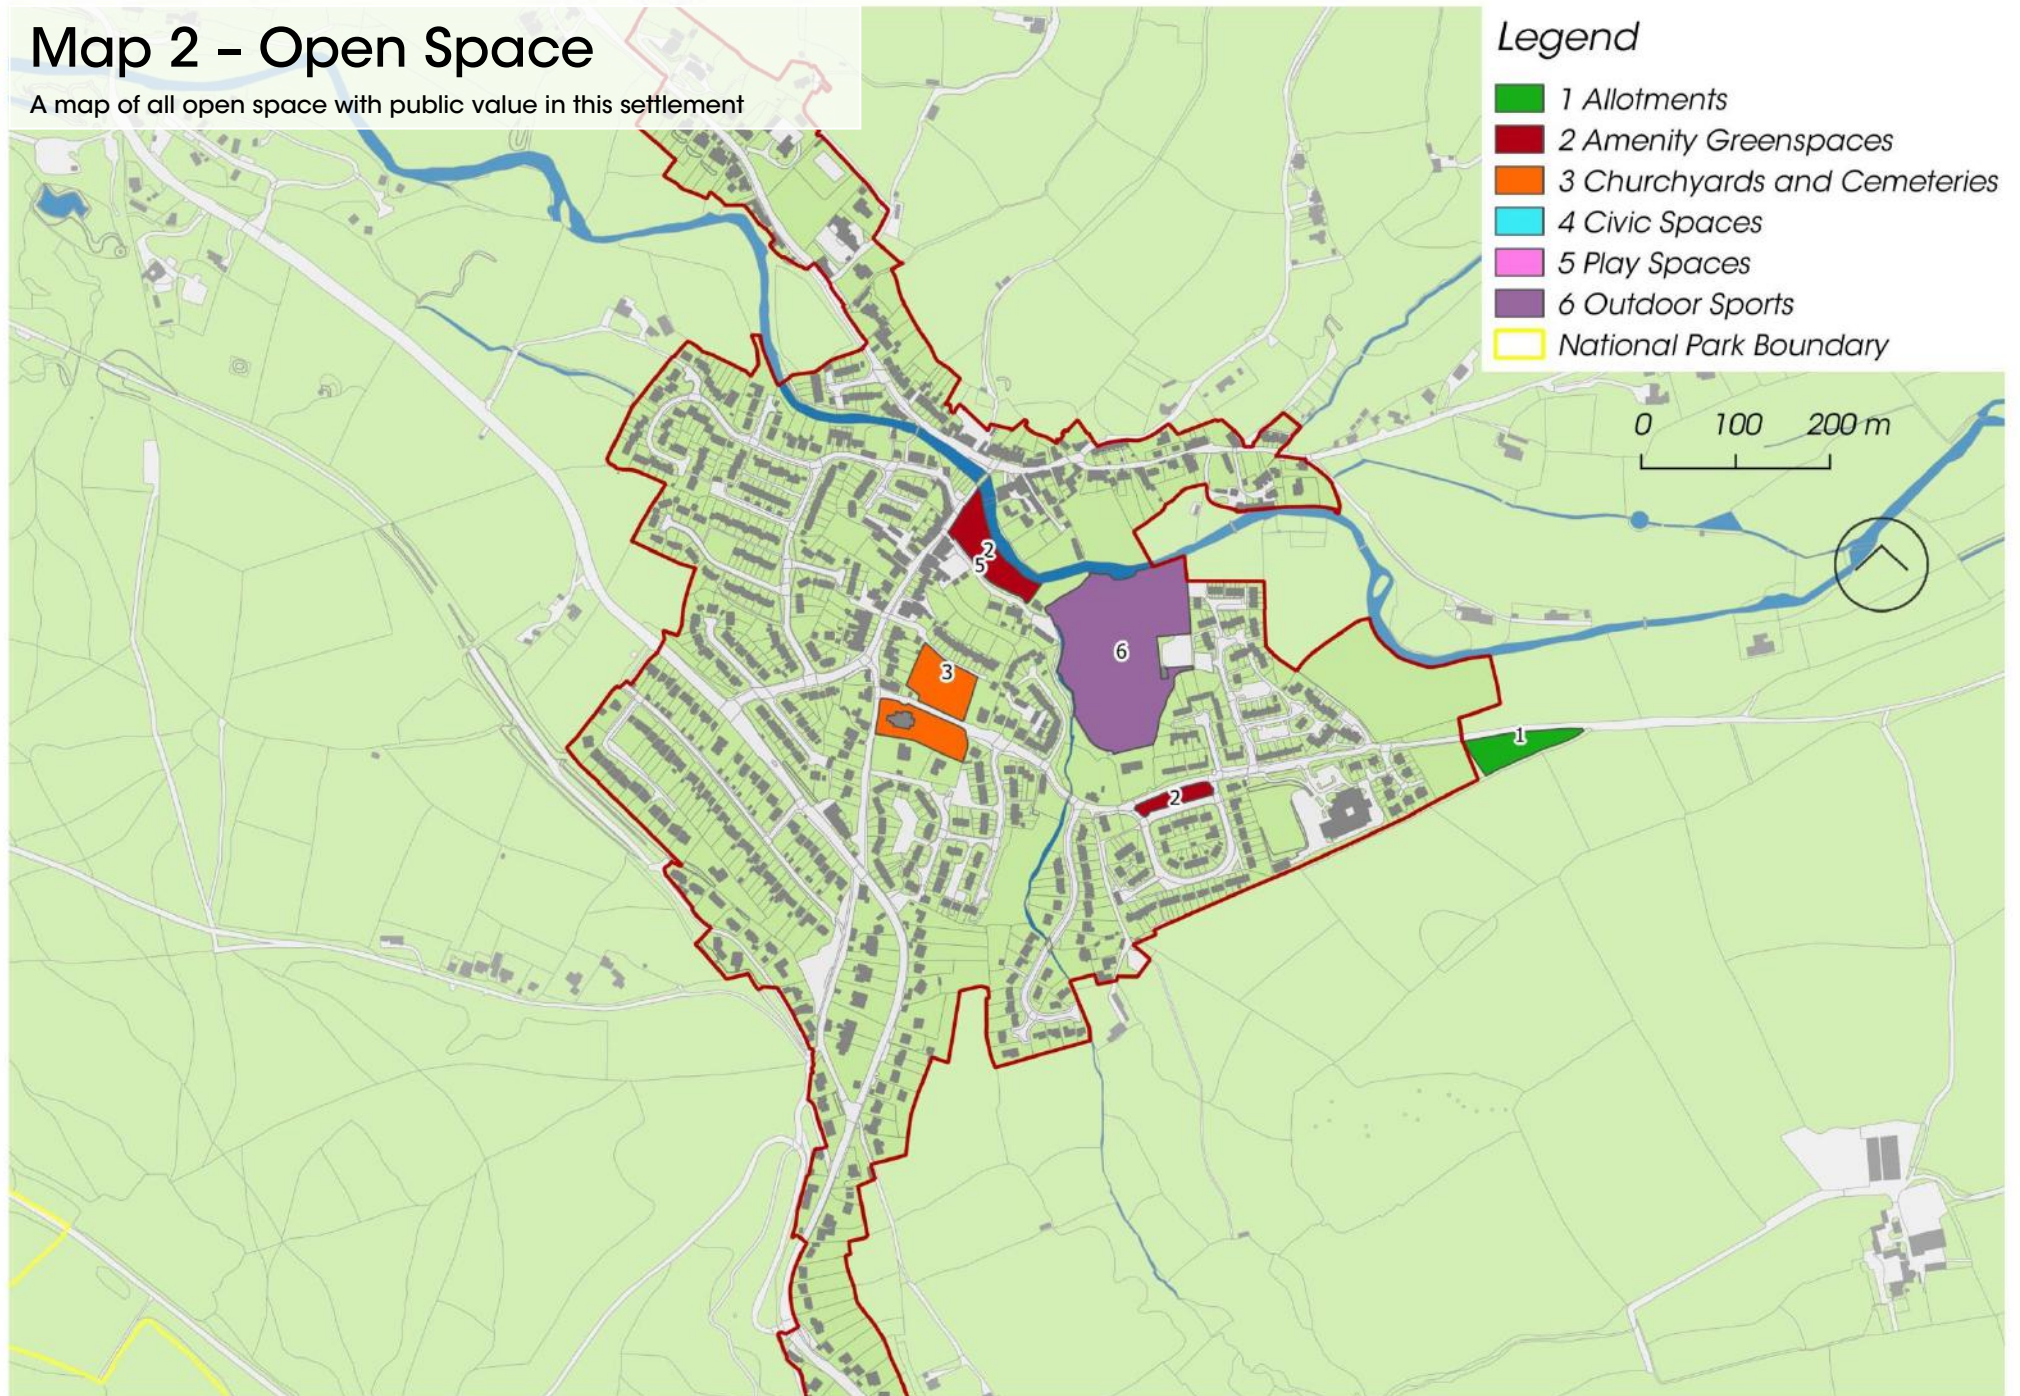 Map 2 – Open Space
A map of all open space with public value in this settlement
Legend
1 Allotments
2 Amenity Greenspaces
3 Churchyards and Cemeteries
4 Civic Spaces
5 Play Spaces
6 Outdoor Sports
National Park Boundary
0 100 200 m
2
5
6
3
1
2